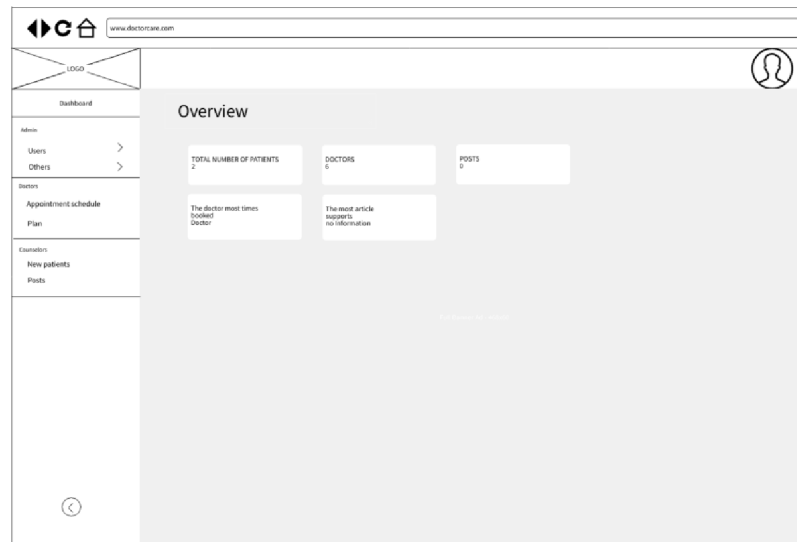 www.doctorcare.com
LOGO
Dashboard
Admin
Users
Others
Doctors
Appointment schedule
Plan
Counselors
New patients
Posts
Overview
TOTAL NUMBER OF PATIENTS
2
DOCTORS
6
POSTS
0
The doctor most times
booked
Doctor
The most article
supports
no information